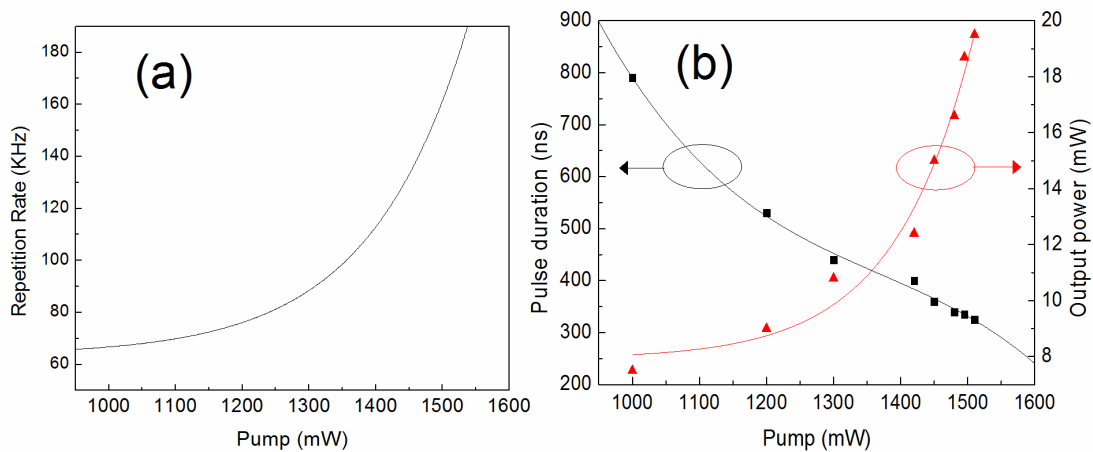 (a)
Repetition Rate (KHz)
180
160
140
120
100
80
60
1000 1100 1200 1300 1400 1500 1600
Pump (mW)
(b)
Pulse duration (ns)
900
800
700
600
500
400
300
200
20
18
16
14
12
10
8
Output power (mW)
1000 1100 1200 1300 1400 1500 1600
Pump (mW)